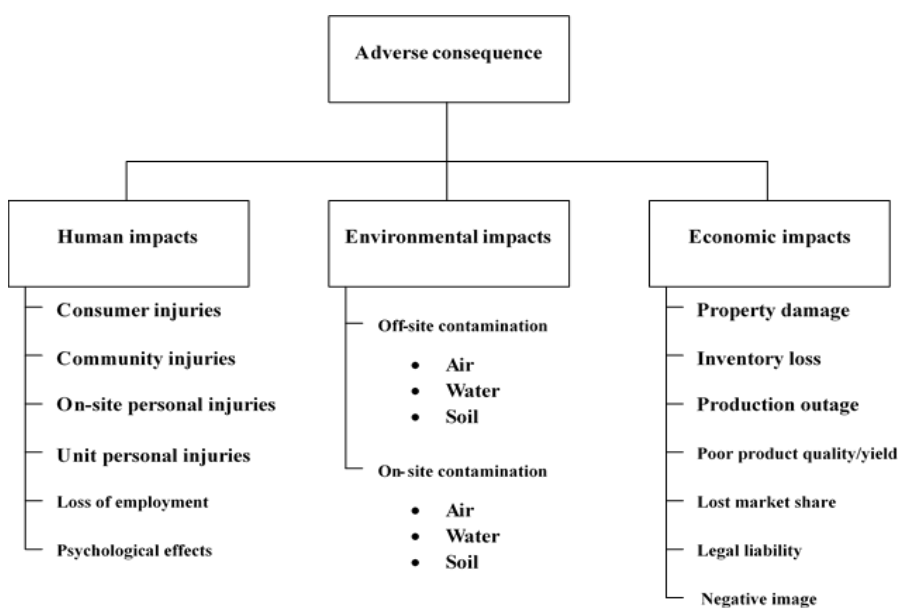 Adverse consequence
Human impacts
Consumer injuries
Community injuries
On-site personal injuries
Unit personal injuries
Loss of employment
Psychological effects
Environmental impacts
Off-site contamination
• Air
• Water
• Soil
On-site contamination
• Air
• Water
• Soil
Economic impacts
Property damage
Inventory loss
Production outage
Poor product quality/yield
Lost market share
Legal liability
Negative image